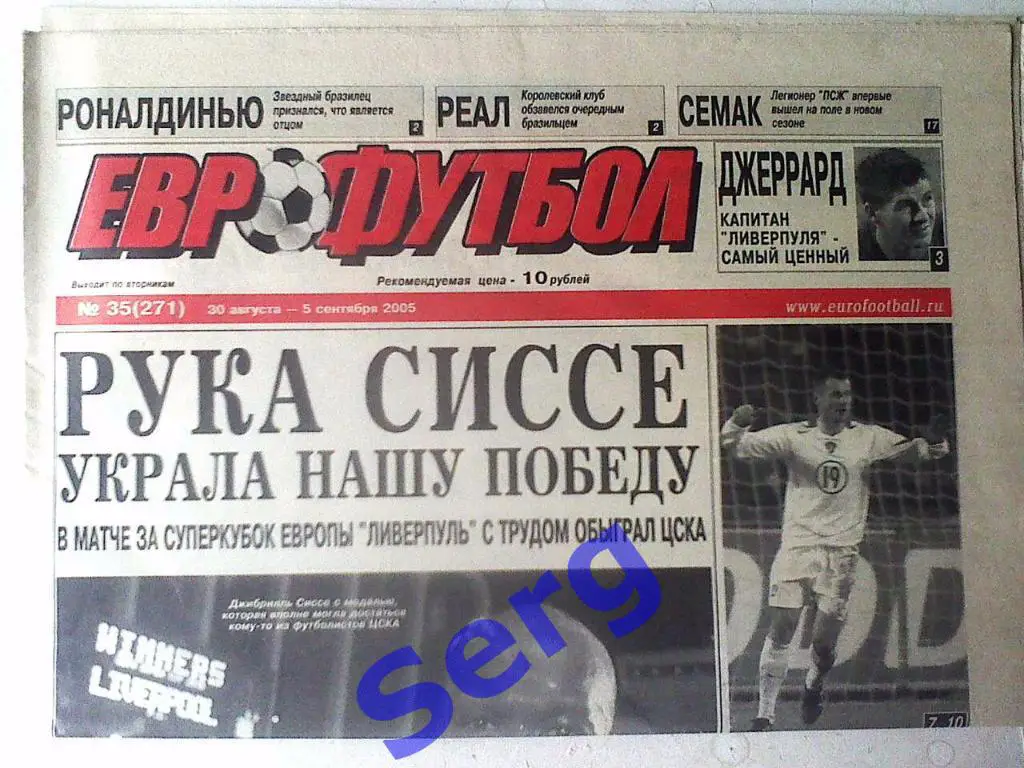 РОНАЛДИНЬЮ
Звездный бразилец
признался, что является
отцом
2
РЕАЛ
Королевский клуб
обзавелся очередным
бразильцем
2
СЕМАК
Легионер "ПСЖ" впервые
вышел на поле в новом
сезоне
17
ЕВРОФУТБОЛ
Выходит по вторникам
Рекомендуемая цена - 10 рублей
ДЖЕРРАРД
КАПИТАН
"ЛИВЕРПУЛЯ" -
САМЫЙ ЦЕННЫЙ
3
№ 35(271) 30 августа — 5 сентября 2005 www.eurofootball.ru
РУКА СИССЕ
УКРАЛА НАШУ ПОБЕДУ
В МАТЧЕ ЗА СУПЕРКУБОК ЕВРОПЫ "ЛИВЕРПУЛЬ" С ТРУДОМ ОБЫГРАЛ ЦСКА
Джибрилль Сиссе с медалью,
которая вполне могла достаться
кому-то из футболистов ЦСКА
WINNERS
LIVERPOOL
19
7 10
Serg